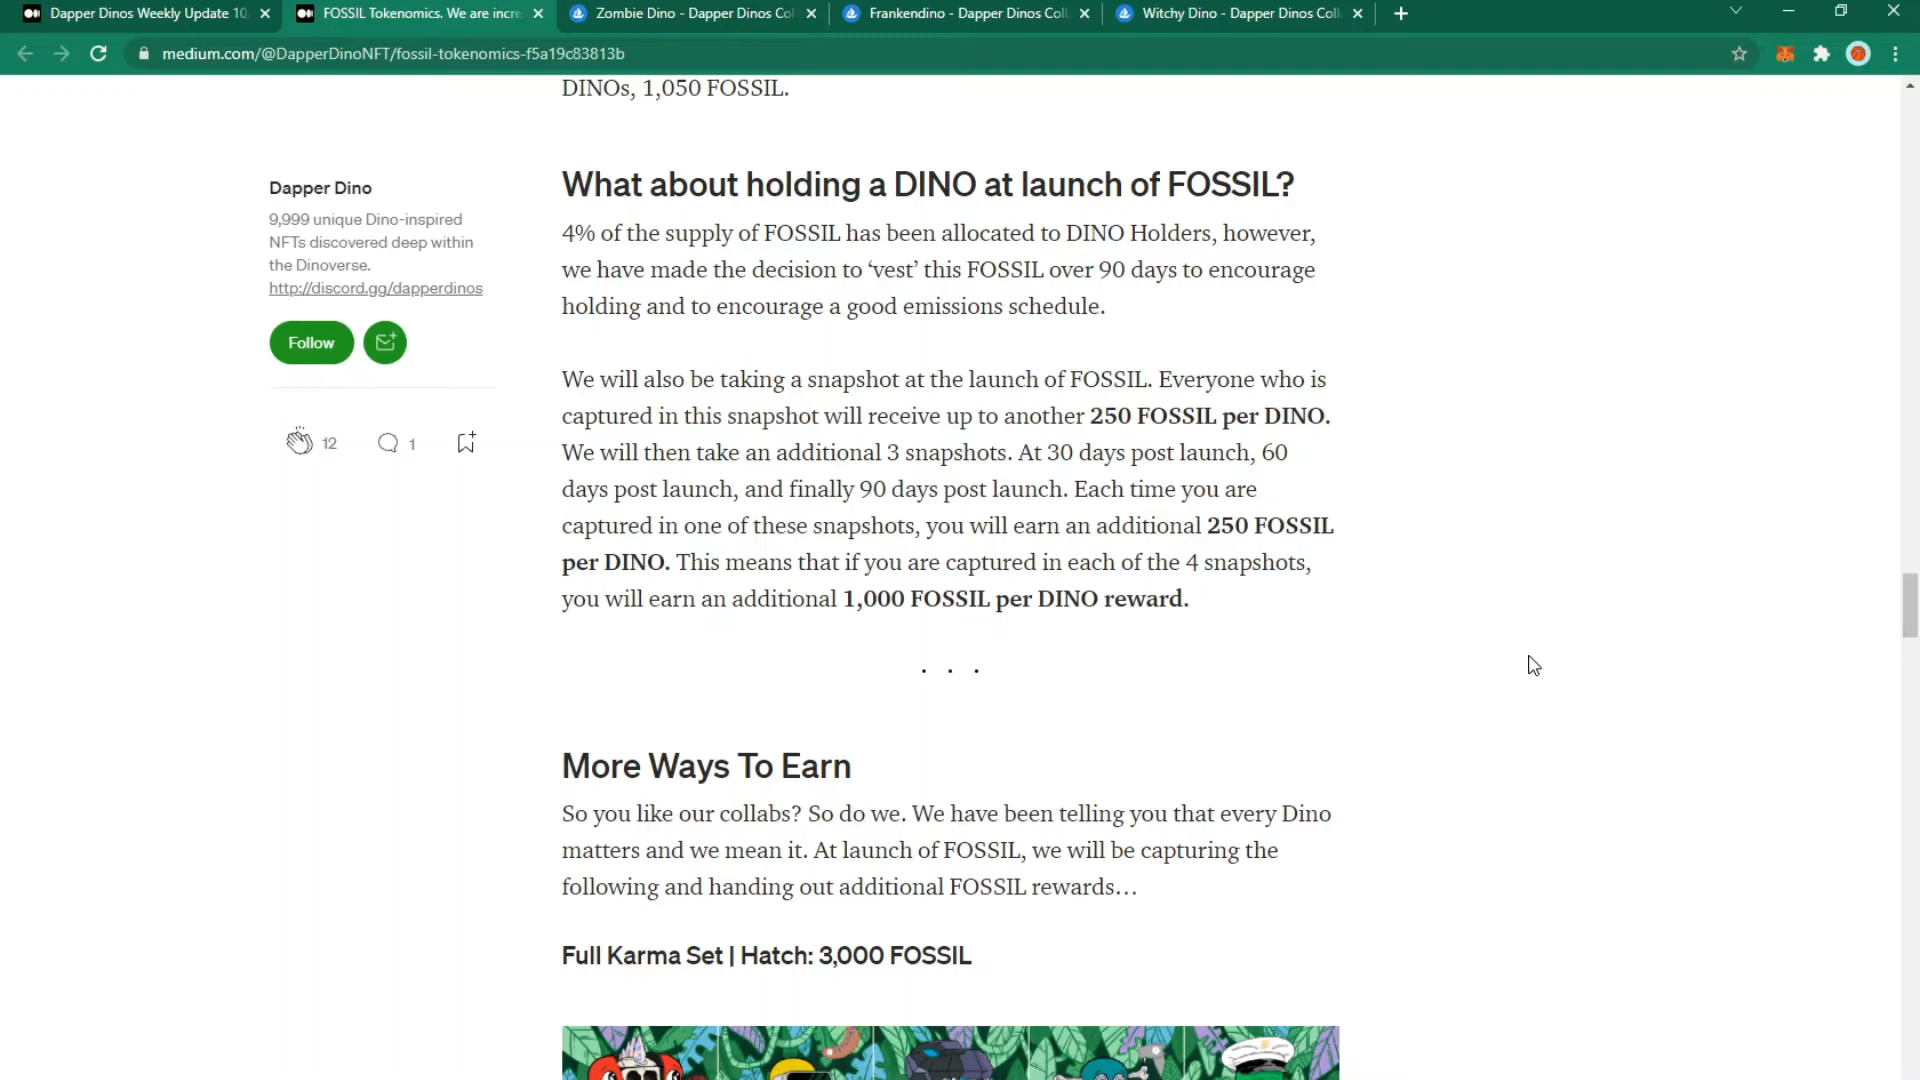 Dapper Dinos Weekly Update 10
FOSSIL Tokenomics. We are incre
Zombie Dino - Dapper Dinos Col
Frankendino - Dapper Dinos Coll
Witchy Dino - Dapper Dinos Coll
medium.com/@DapperDinoNFT/fossil-tokenomics-f5a19c83813b
DINOs, 1,050 FOSSIL.
Dapper Dino
9,999 unique Dino-inspired
NFTs discovered deep within
the Dinoverse.
http://discord.gg/dapperdinos
Follow
12
1
What about holding a DINO at launch of FOSSIL?
4% of the supply of FOSSIL has been allocated to DINO Holders, however,
we have made the decision to ‘vest’ this FOSSIL over 90 days to encourage
holding and to encourage a good emissions schedule.
We will also be taking a snapshot at the launch of FOSSIL. Everyone who is
captured in this snapshot will receive up to another 250 FOSSIL per DINO.
We will then take an additional 3 snapshots. At 30 days post launch, 60
days post launch, and finally 90 days post launch. Each time you are
captured in one of these snapshots, you will earn an additional 250 FOSSIL
per DINO. This means that if you are captured in each of the 4 snapshots,
you will earn an additional 1,000 FOSSIL per DINO reward.
. . .
More Ways To Earn
So you like our collabs? So do we. We have been telling you that every Dino
matters and we mean it. At launch of FOSSIL, we will be capturing the
following and handing out additional FOSSIL rewards…
Full Karma Set | Hatch: 3,000 FOSSIL